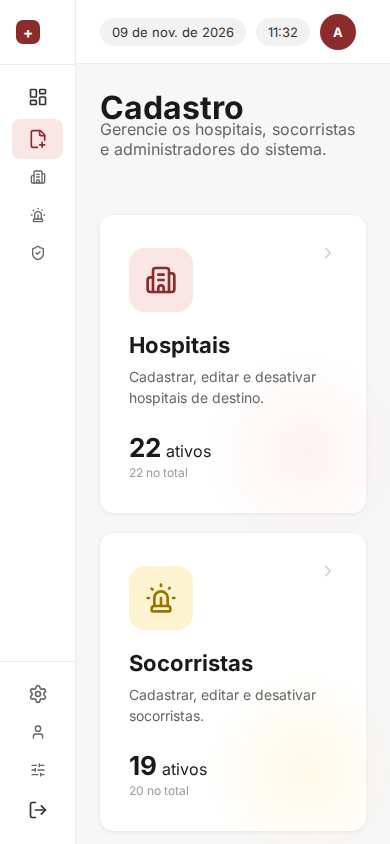 09 de nov. de 2026
11:32
A
Cadastro
Gerencie os hospitais, socorristas
e administradores do sistema.
Hospitais
Cadastrar, editar e desativar
hospitais de destino.
22 ativos
22 no total
Socorristas
Cadastrar, editar e desativar
socorristas.
19 ativos
20 no total